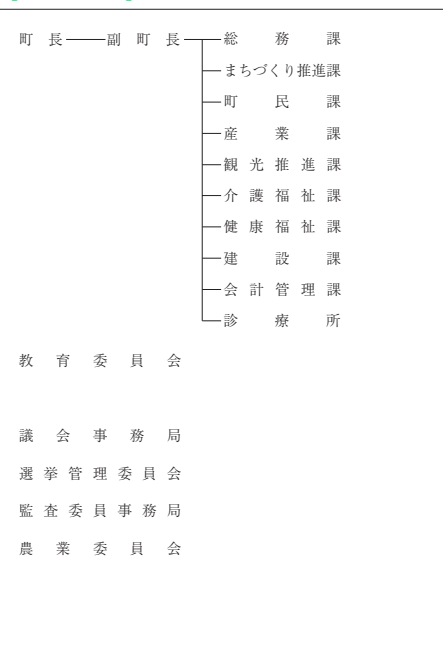 町長 副町長 総務課
まちづくり推進課
町民課
産業課
観光推進課
介護福祉課
健康福祉課
建設課
会計管理課
診療所
教育委員会
議会事務局
選挙管理委員会
監査委員事務局
農業委員会